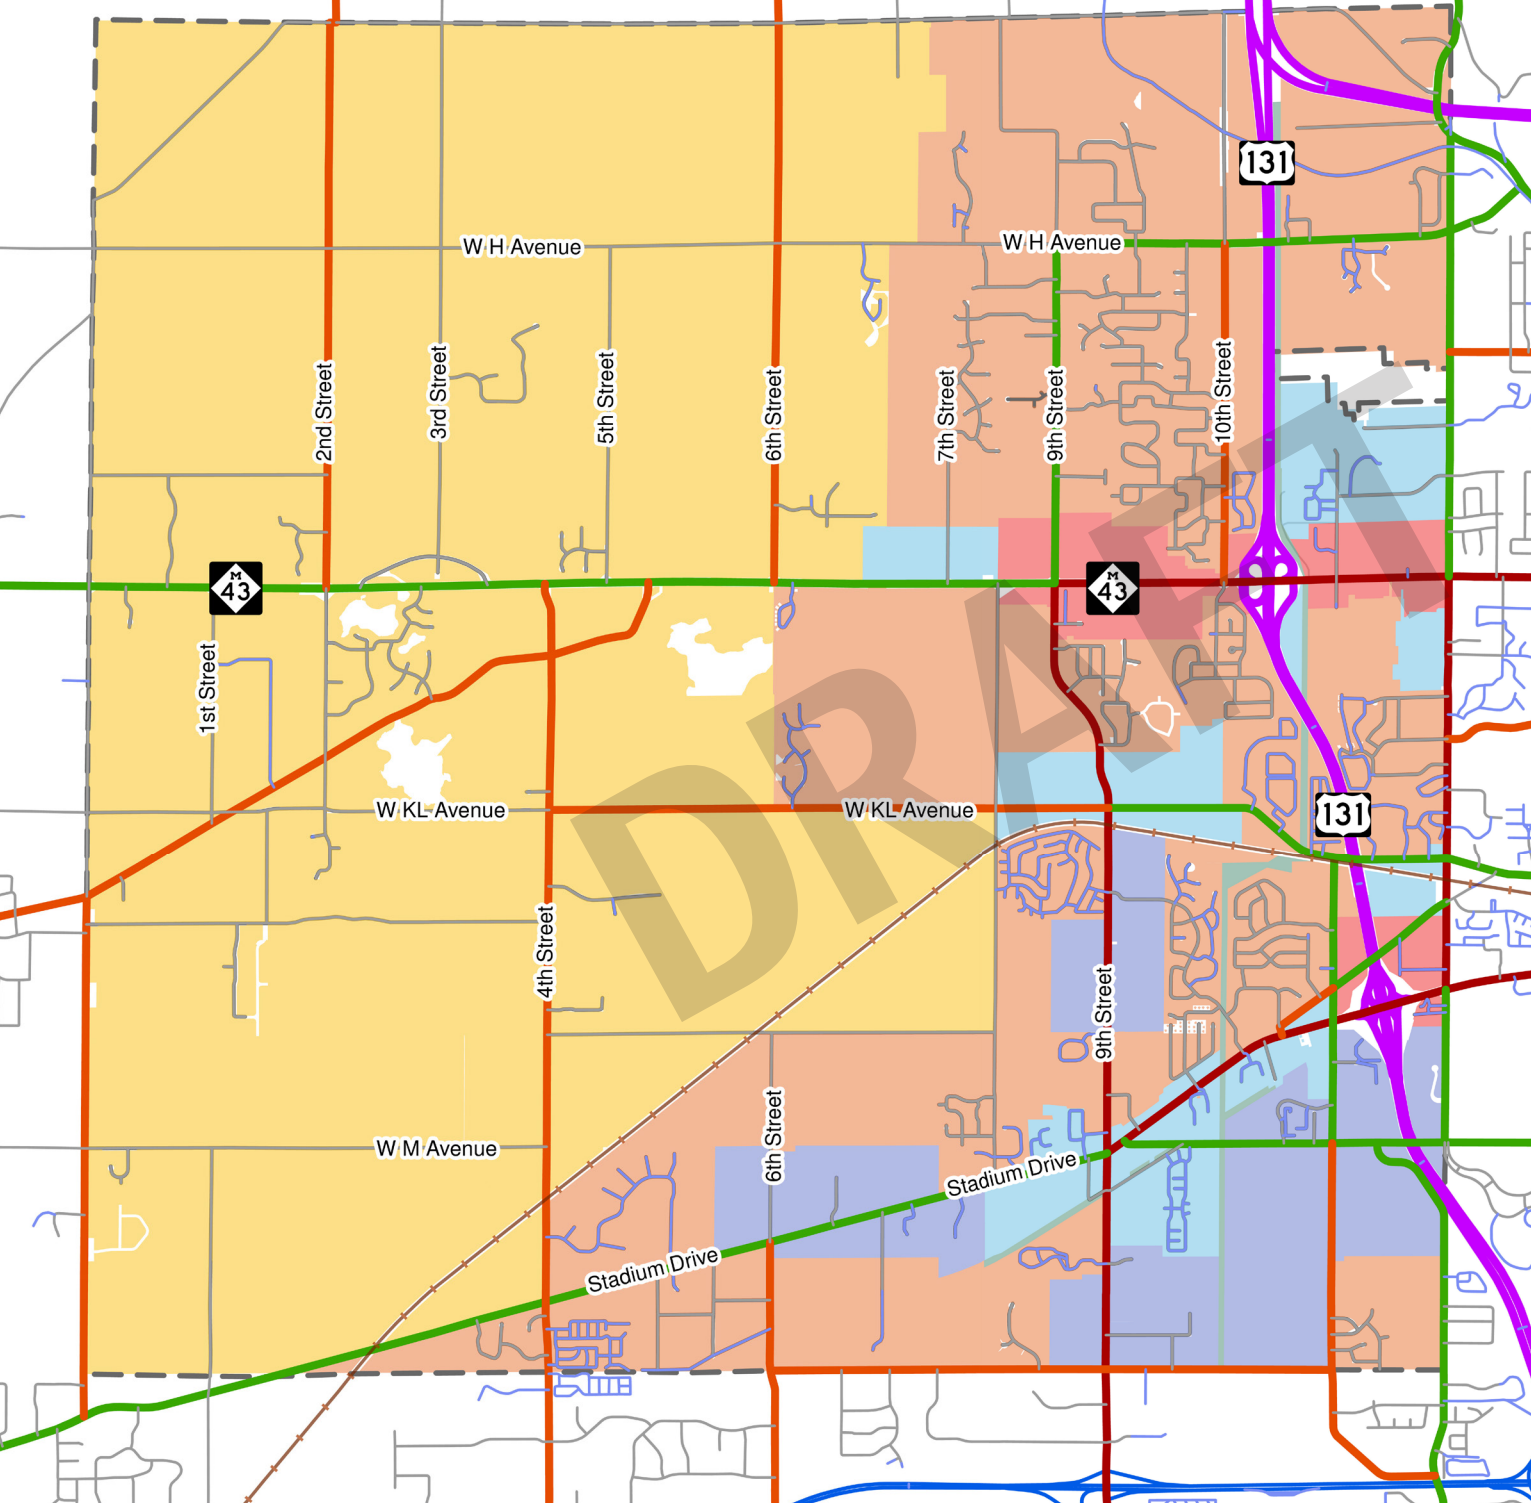 131
W H Avenue
W H Avenue
2nd Street
3rd Street
5th Street
6th Street
7th Street
9th Street
10th Street
M
43
M
43
1st Street
W KL Avenue
W KL Avenue
131
DRAFT
4th Street
9th Street
6th Street
W M Avenue
Stadium Drive
Stadium Drive